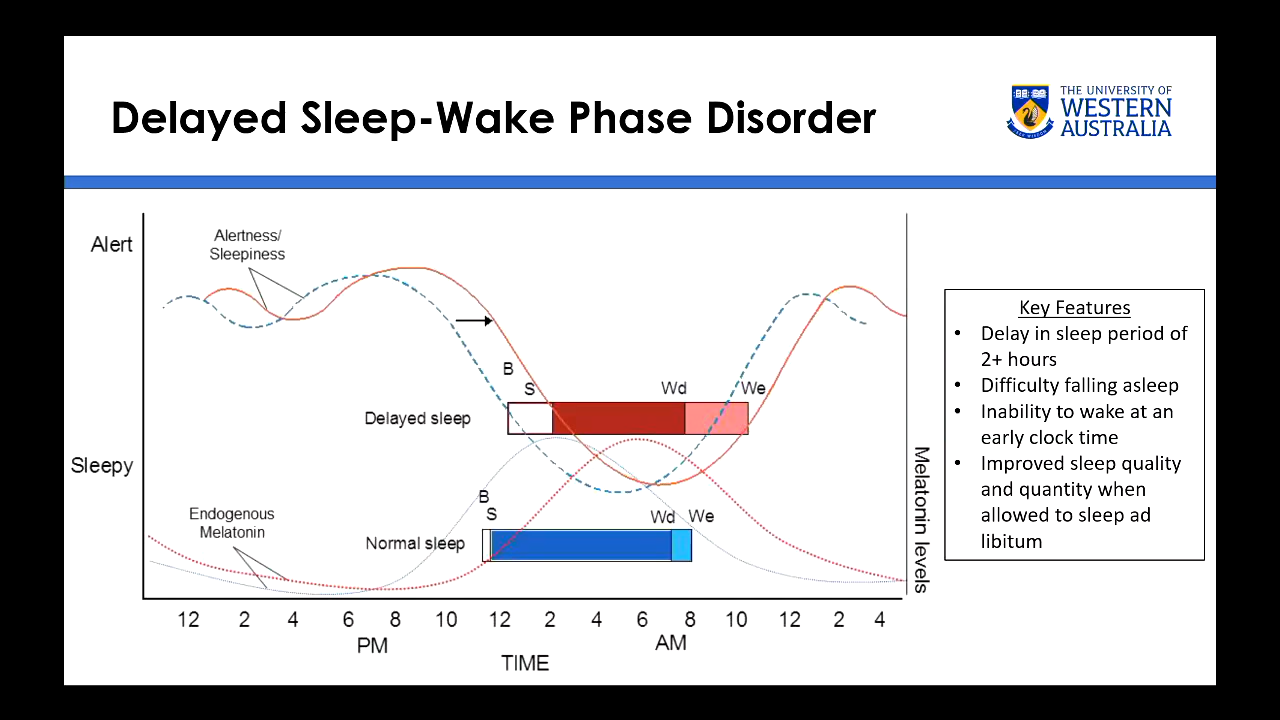 Delayed Sleep-Wake Phase Disorder
THE UNIVERSITY OF
WESTERN
AUSTRALIA
Alert
Alertness/
Sleepiness
B
S
Wd
We
Delayed sleep
Sleepy
B
S
Wd
We
Endogenous
Melatonin
Normal sleep
Melatonin levels
12 2 4 6 8 10 12 2 4 6 8 10 12 2 4
PM
AM
TIME
Key Features
• Delay in sleep period of
2+ hours
• Difficulty falling asleep
• Inability to wake at an
early clock time
• Improved sleep quality
and quantity when
allowed to sleep ad
libitum